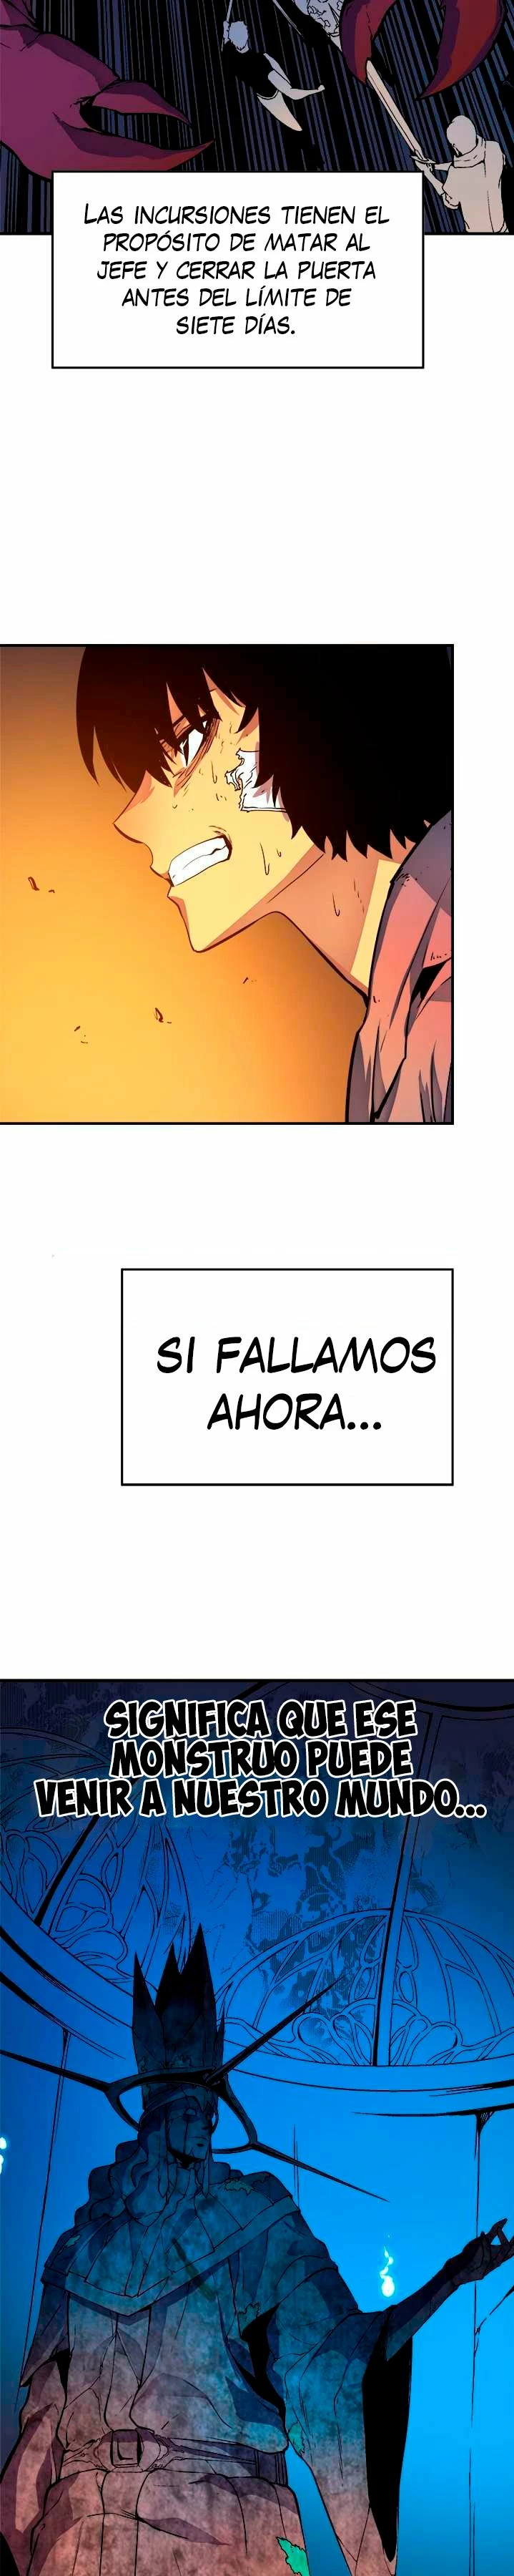 LAS INCURSIONES TIENEN EL
PROPÓSITO DE MATAR AL
JEFE Y CERRAR LA PUERTA
ANTES DEL LÍMITE DE
SIETE DÍAS.
SI FALLAMOS
AHORA...
SIGNIFICA QUE ESE
MONSTRUO PUEDE
VENIR A NUESTRO MUNDO...